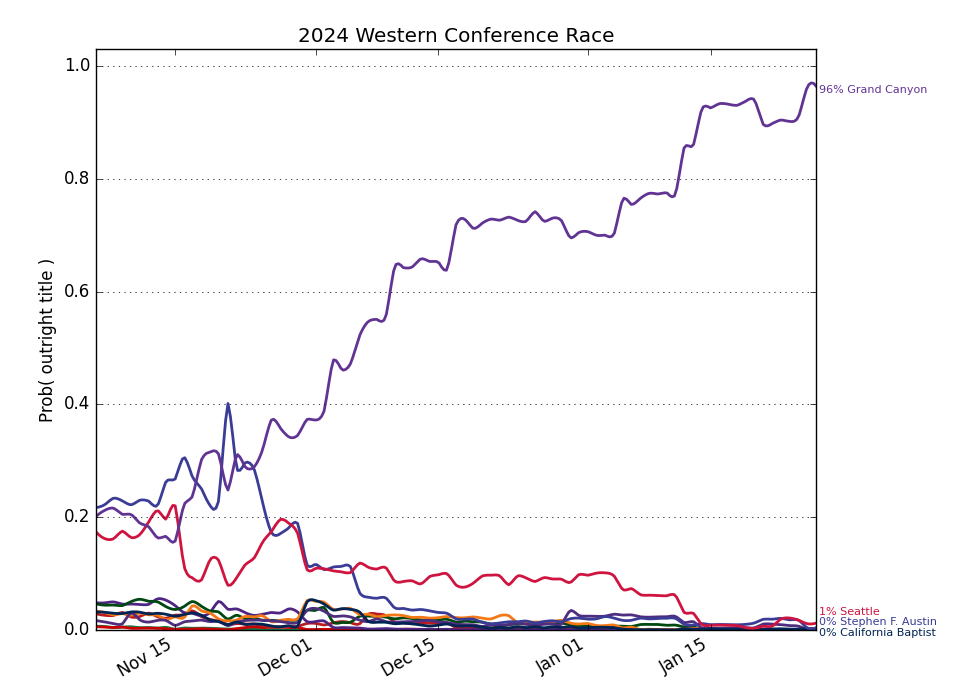 2024 Western Conference Race
Prob( outright title )
1.0
0.8
0.6
0.4
0.2
0.0
Nov 15
Dec 01
Dec 15
Jan 01
Jan 15
96% Grand Canyon
1% Seattle
0% Stephen F. Austin
0% California Baptist